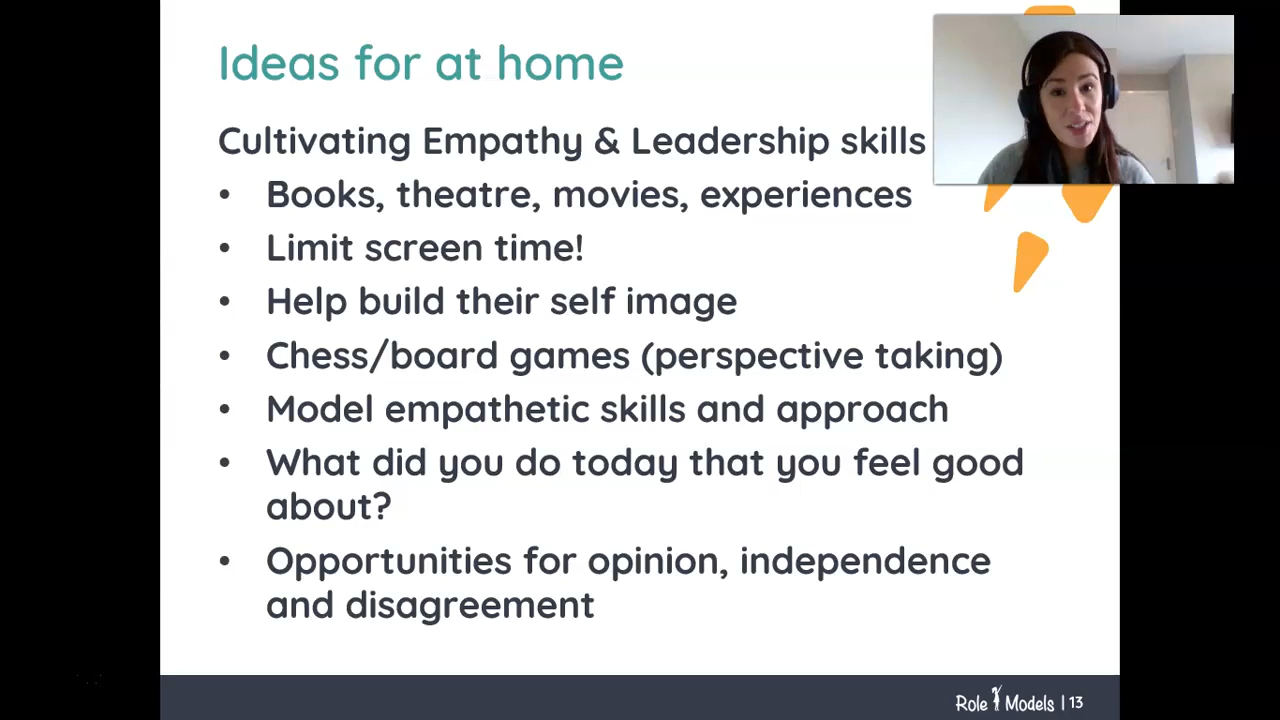 Ideas for at home
Cultivating Empathy & Leadership skills
• Books, theatre, movies, experiences
• Limit screen time!
• Help build their self image
• Chess/board games (perspective taking)
• Model empathetic skills and approach
• What did you do today that you feel good
about?
• Opportunities for opinion, independence
and disagreement
Role Models | 13